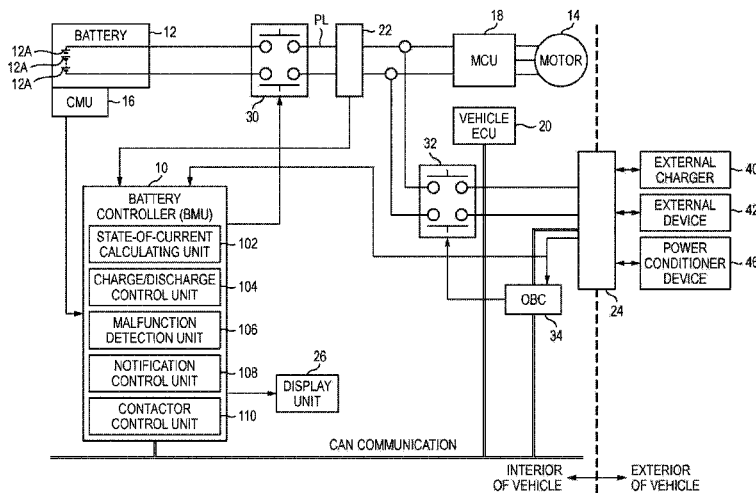 BATTERY
12
12A
12A
12A
CMU
16
30
PL
22
18
MCU
14
MOTOR
VEHICLE
ECU
20
32
10
BATTERY
CONTROLLER (BMU)
STATE-OF-CURRENT
CALCULATING UNIT
102
CHARGE/DISCHARGE
CONTROL UNIT
104
MALFUNCTION
DETECTION UNIT
106
NOTIFICATION
CONTROL UNIT
108
CONTACTOR
CONTROL UNIT
110
26
DISPLAY
UNIT
OBC
34
24
EXTERNAL
CHARGER
40
EXTERNAL
DEVICE
42
POWER
CONDITIONER
DEVICE
46
CAN COMMUNICATION
INTERIOR
OF VEHICLE
EXTERIOR
OF VEHICLE